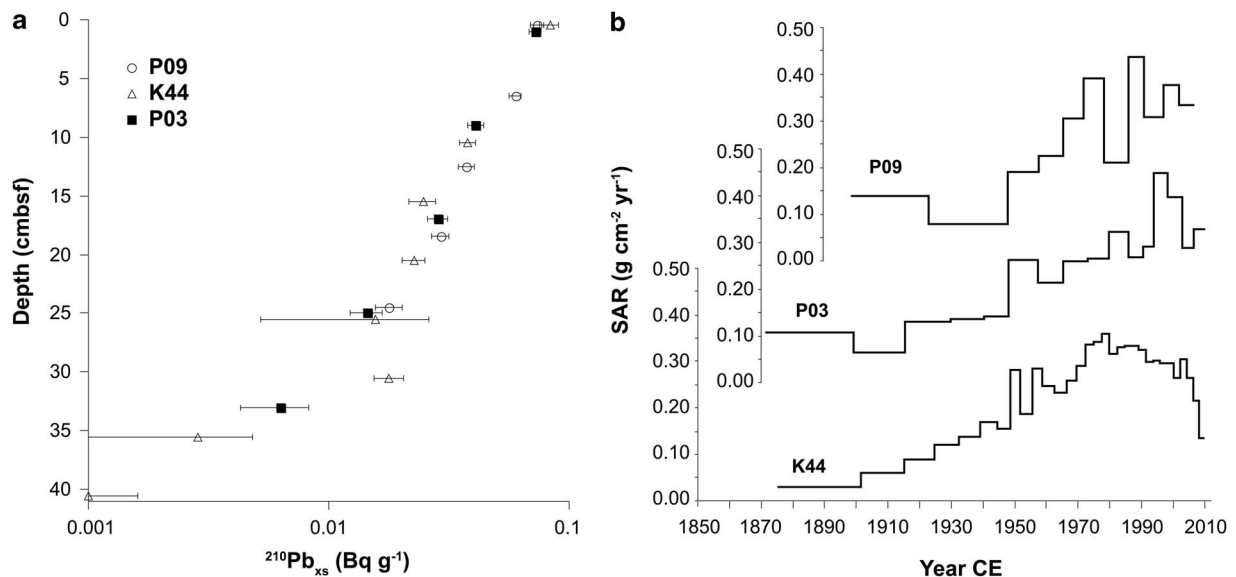 a
0
5
10
15
20
25
30
35
40
Depth (cmbsf)
P09
K44
P03
0.001 0.01 0.1
²¹⁰Pbₓₛ (Bq g⁻¹)
b
0.50
0.40
0.30
0.20
0.10
0.00
P09
0.50
0.40
0.30
0.20
0.10
0.00
P03
0.50
0.40
0.30
0.20
0.10
0.00
K44
SAR (g cm⁻² yr⁻¹)
1850 1870 1890 1910 1930 1950 1970 1990 2010
Year CE